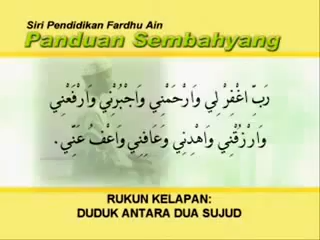 Siri Pendidikan Fardhu Ain
Panduan Sembahyang
رَبِّ اغْفِرْ لِي وَارْحَمْنِي وَاجْبُرْنِي وَارْفَعْنِي
وَارْزُقْنِي وَاهْدِنِي وَعَافِنِي وَاعْفُ عَنِّي.
RUKUN KELAPAN:
DUDUK ANTARA DUA SUJUD